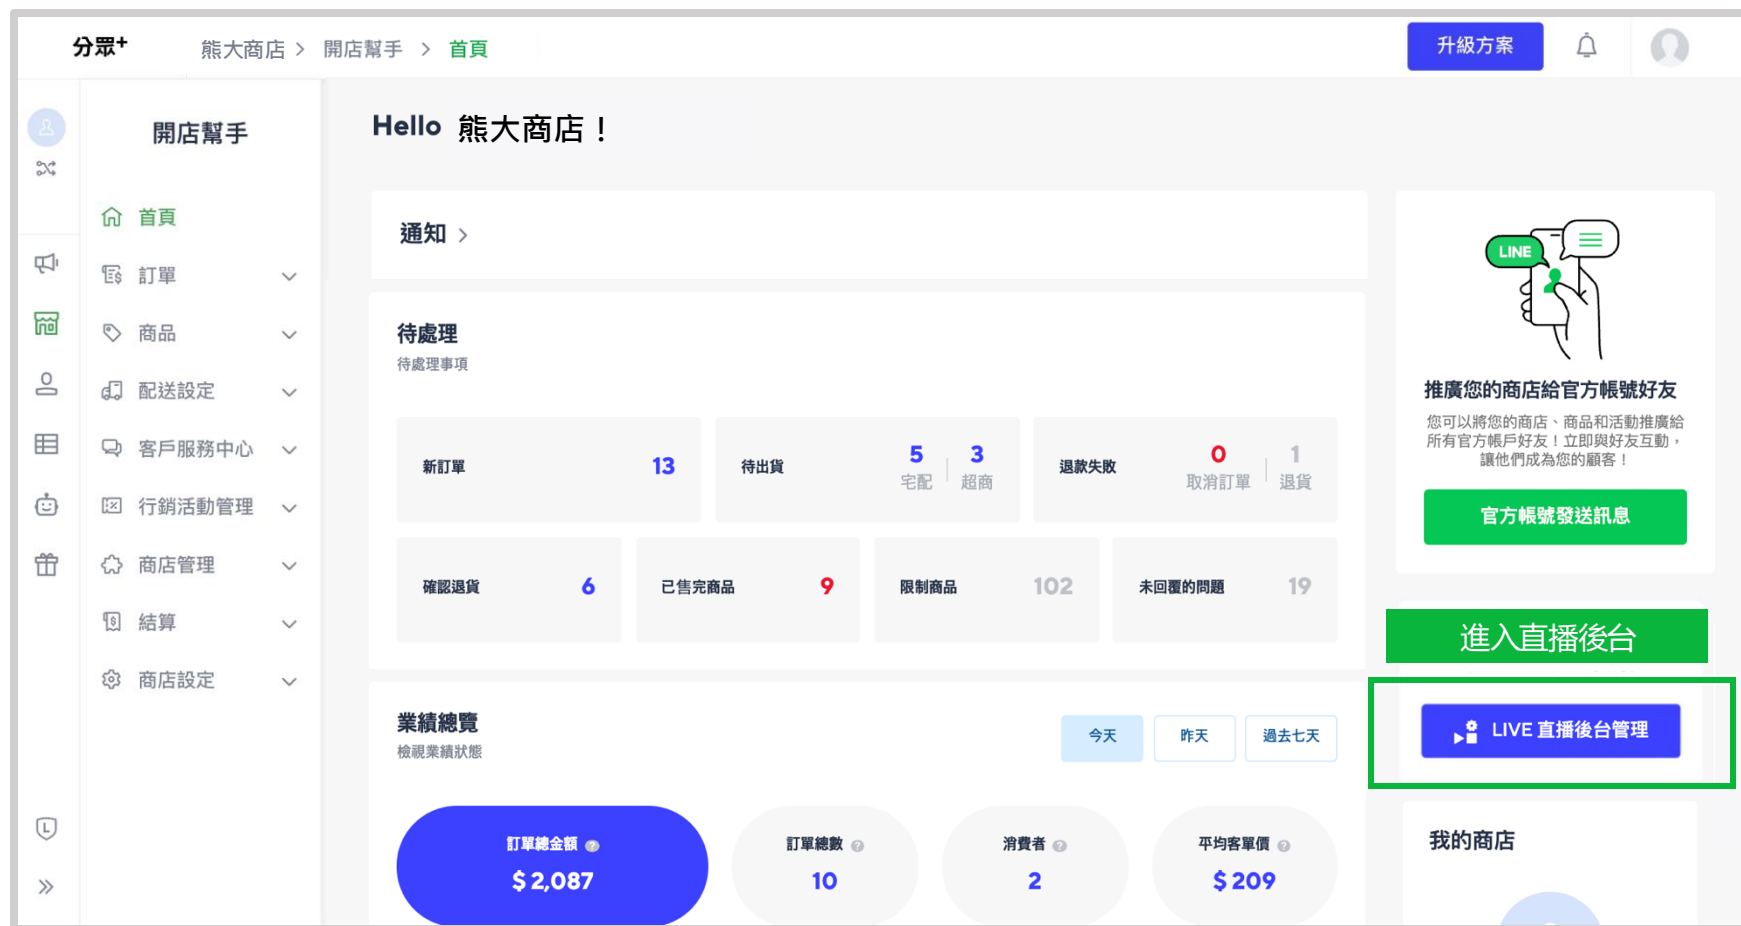 分眾+
熊大商店 > 開店幫手 > 首頁
升級方案
開店幫手
首頁
訂單
商品
配送設定
客戶服務中心
行銷活動管理
商店管理
結算
商店設定
Hello 熊大商店！
通知 >
待處理
待處理事項
新訂單 13
待出貨
5 宅配
3 超商
退款失敗
0 取消訂單
1 退貨
確認退貨 6
已售完商品 9
限制商品 102
未回覆的問題 19
業績總覽
檢視業績狀態
今天
昨天
過去七天
訂單總金額 ?
$ 2,087
訂單總數 ?
10
消費者 ?
2
平均客單價 ?
$ 209
LINE
推廣您的商店給官方帳號好友
您可以將您的商店、商品和活動推廣給
所有官方帳戶好友！立即與好友互動，
讓他們成為您的顧客！
官方帳號發送訊息
進入直播後台
LIVE 直播後台管理
我的商店
L